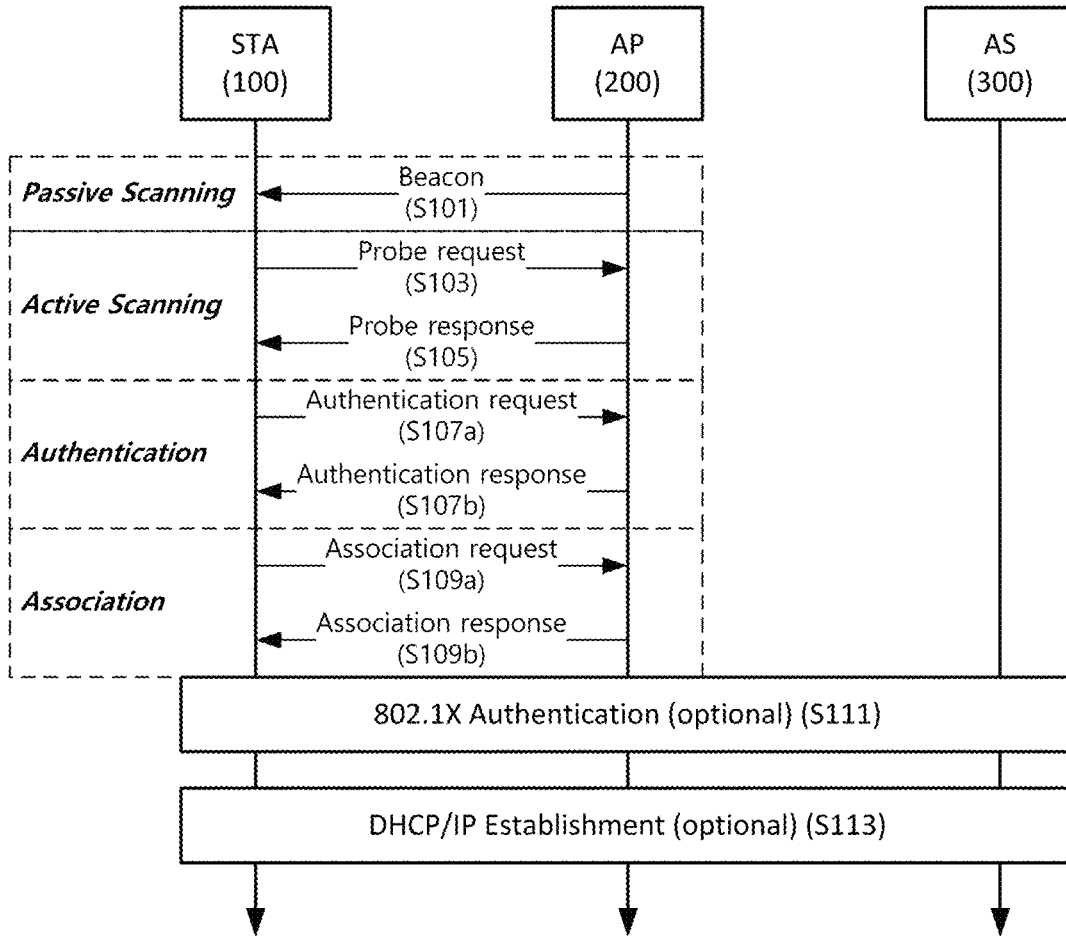 STA
(100)
AP
(200)
AS
(300)
Passive Scanning
Beacon
(S101)
Active Scanning
Probe request
(S103)
Probe response
(S105)
Authentication
Authentication request
(S107a)
Authentication response
(S107b)
Association
Association request
(S109a)
Association response
(S109b)
802.1X Authentication (optional) (S111)
DHCP/IP Establishment (optional) (S113)